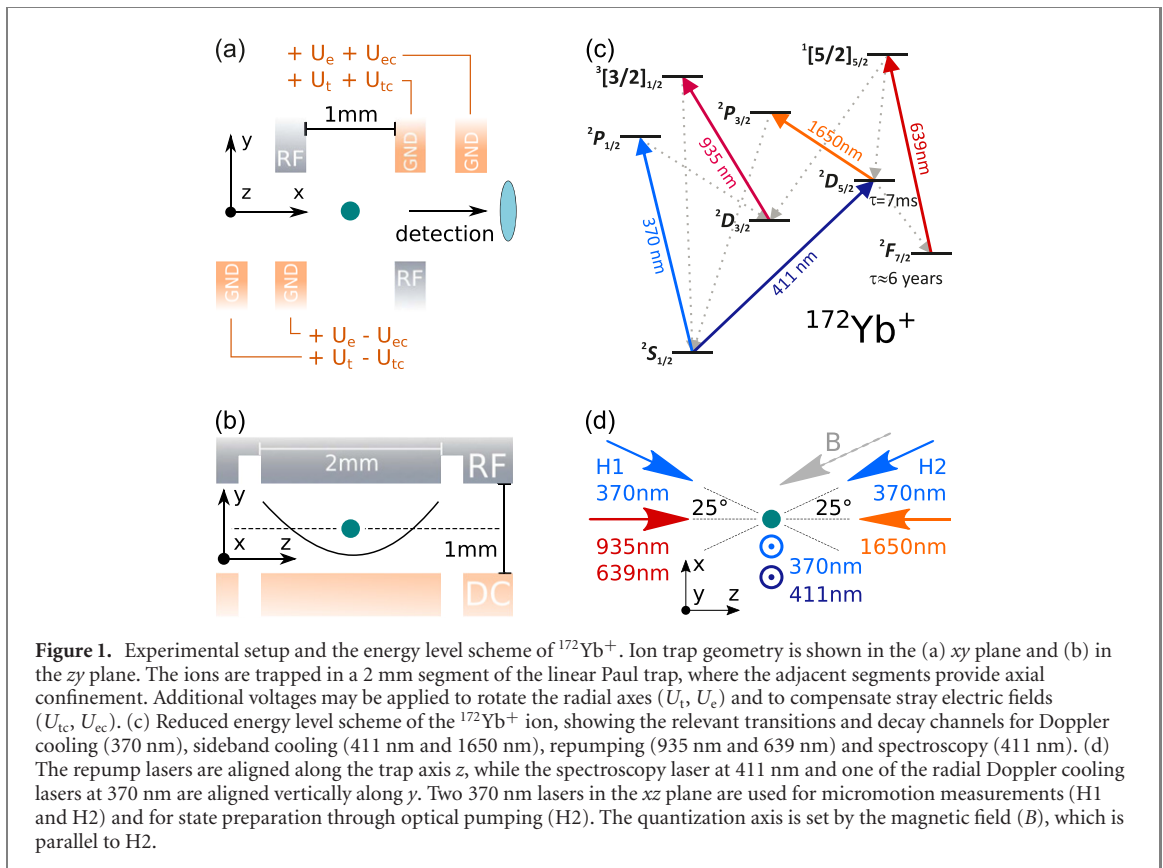 (a)
+ Uₑ + Uₑ꜀
+ Uₜ + Uₜ꜀
1mm
RF
GND
GND
y
z
x
detection
GND
GND
RF
+ Uₑ - Uₑ꜀
+ Uₜ - Uₜ꜀
(b)
2mm
RF
y
x
z
1mm
DC
(c)
³[3/2]₁/₂
¹[5/2]₅/₂
²P₃/₂
²P₁/₂
1650nm
935 nm
639nm
²D₅/₂
τ=7ms
²D₃/₂
370 nm
²F₇/₂
τ≈6 years
411 nm
¹⁷²Yb⁺
²S₁/₂
(d)
B
H1
370nm
H2
370nm
25°
25°
935nm
639nm
1650nm
370nm
411nm
x
y
z
Figure 1. Experimental setup and the energy level scheme of ¹⁷²Yb⁺. Ion trap geometry is shown in the (a) xy plane and (b) in
the zy plane. The ions are trapped in a 2 mm segment of the linear Paul trap, where the adjacent segments provide axial
confinement. Additional voltages may be applied to rotate the radial axes (Uₜ, Uₑ) and to compensate stray electric fields
(Uₜ꜀, Uₑ꜀). (c) Reduced energy level scheme of the ¹⁷²Yb⁺ ion, showing the relevant transitions and decay channels for Doppler
cooling (370 nm), sideband cooling (411 nm and 1650 nm), repumping (935 nm and 639 nm) and spectroscopy (411 nm). (d)
The repump lasers are aligned along the trap axis z, while the spectroscopy laser at 411 nm and one of the radial Doppler cooling
lasers at 370 nm are aligned vertically along y. Two 370 nm lasers in the xz plane are used for micromotion measurements (H1
and H2) and for state preparation through optical pumping (H2). The quantization axis is set by the magnetic field (B), which is
parallel to H2.